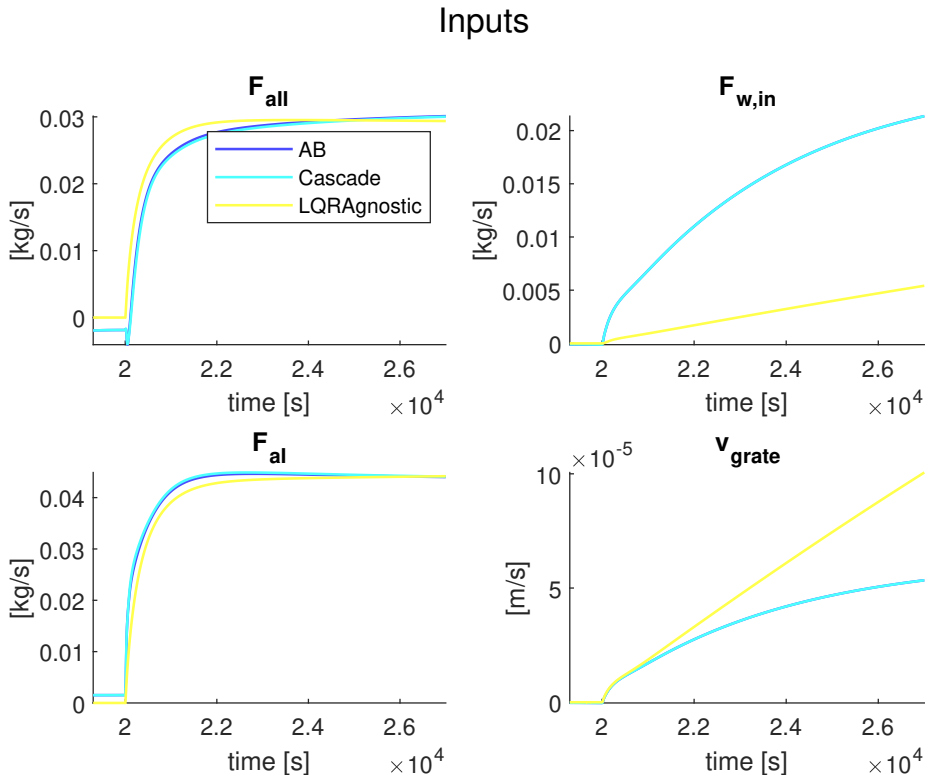 Inputs
F_all
[kg/s]
0.03
0.02
0.01
0
2
2.2
2.4
2.6
×10^4
time [s]
AB
Cascade
LQRAgnostic
F_w,in
[kg/s]
0.02
0.015
0.01
0.005
0
2
2.2
2.4
2.6
×10^4
time [s]
F_al
[kg/s]
0.04
0.03
0.02
0.01
0
2
2.2
2.4
2.6
×10^4
time [s]
v_grate
×10^-5
[m/s]
10
5
0
2
2.2
2.4
2.6
×10^4
time [s]